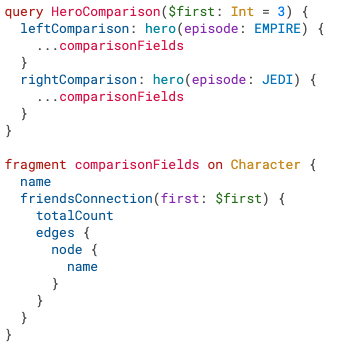 query HeroComparison($first: Int = 3) {
  leftComparison: hero(episode: EMPIRE) {
    ...comparisonFields
  }
  rightComparison: hero(episode: JEDI) {
    ...comparisonFields
  }
}

fragment comparisonFields on Character {
  name
  friendsConnection(first: $first) {
    totalCount
    edges {
      node {
        name
      }
    }
  }
}